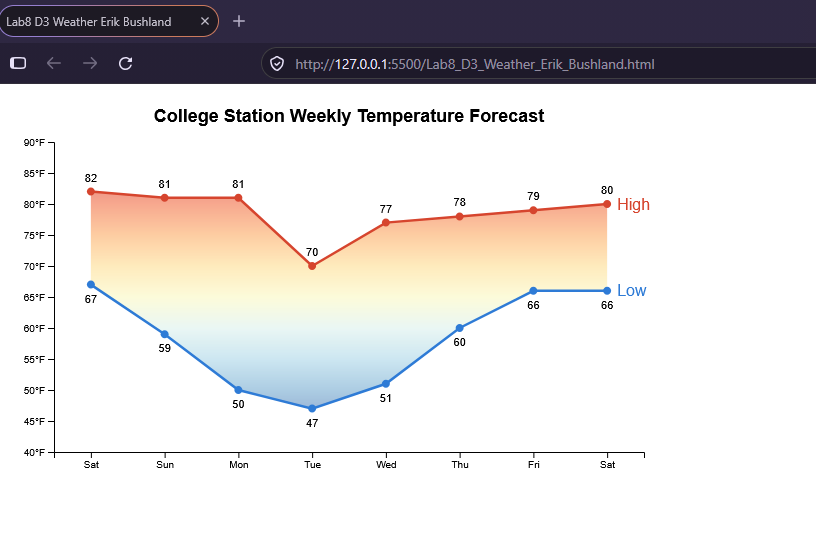 Lab8 D3 Weather Erik Bushland
http://127.0.0.1:5500/Lab8_D3_Weather_Erik_Bushland.html
College Station Weekly Temperature Forecast
90°F
85°F
80°F
75°F
70°F
65°F
60°F
55°F
50°F
45°F
40°F
82
81
81
70
77
78
79
80
High
67
59
50
47
51
60
66
66
Low
Sat Sun Mon Tue Wed Thu Fri Sat